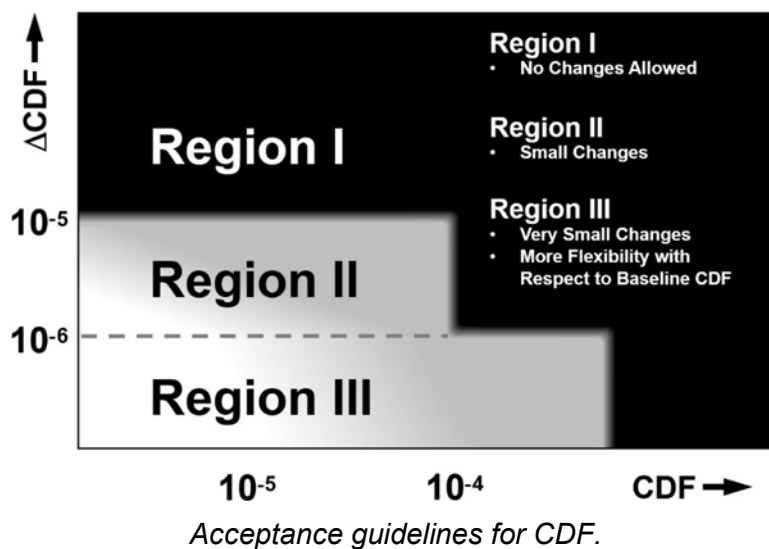 ΔCDF →
Region I
• No Changes Allowed
Region II
• Small Changes
Region III
• Very Small Changes
• More Flexibility with
Respect to Baseline CDF
Region I
10⁻⁵
Region II
10⁻⁶
Region III
10⁻⁵ 10⁻⁴ CDF →
Acceptance guidelines for CDF.